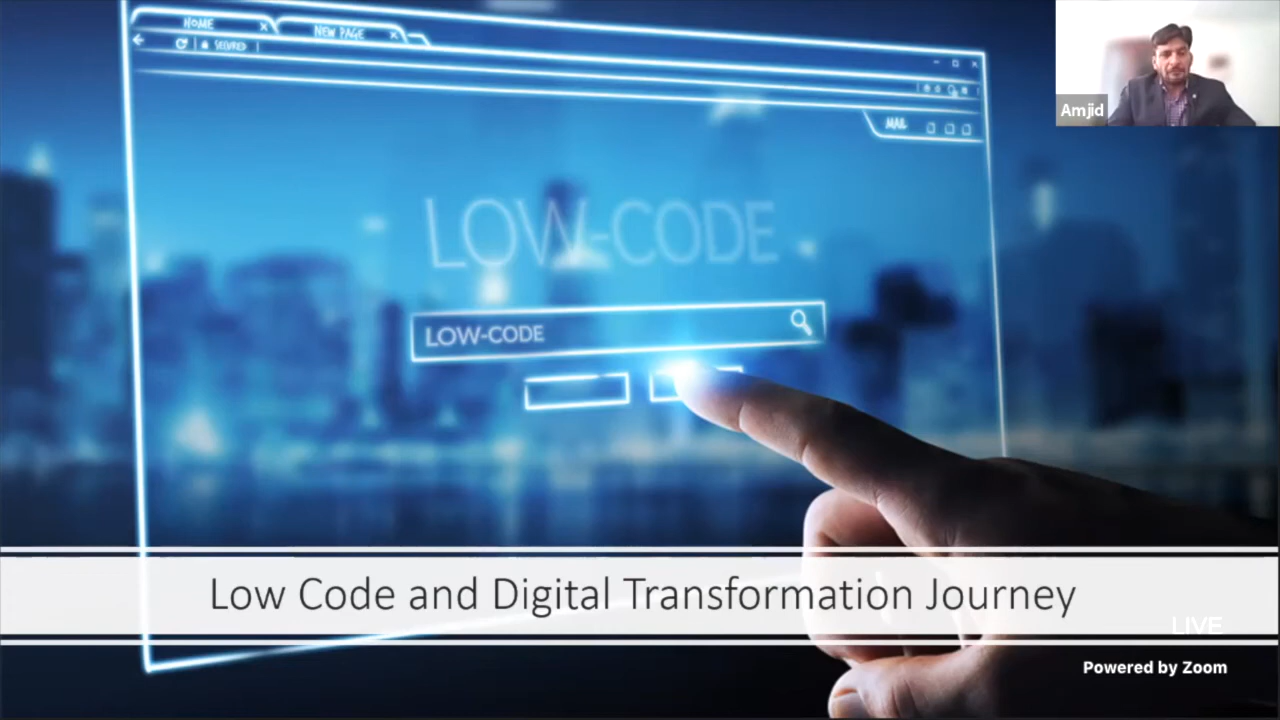 HOME
NEW PAGE
SECURED
MAIL
Amjid
LOW-CODE
LOW-CODE
Low Code and Digital Transformation Journey
LIVE
Powered by Zoom